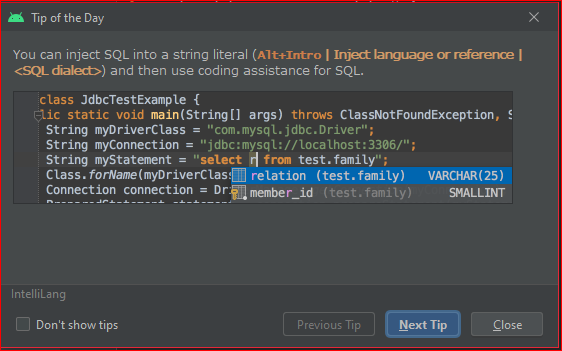 Tip of the Day
You can inject SQL into a string literal (Alt+Intro | Inject language or reference |
<SQL dialect>) and then use coding assistance for SQL.
class JdbcTestExample {
lic static void main(String[] args) throws ClassNotFoundException, S
String myDriverClass = "com.mysql.jdbc.Driver";
String myConnection = "jdbc:mysql://localhost:3306/";
String myStatement = "select r from test.family";
Class.forName(myDriverClass
relation (test.family) VARCHAR(25)
Connection connection = Dr
member_id (test.family) SMALLINT
PreparedStatement statemen
IntelliLang
Don't show tips
Previous Tip
Next Tip
Close